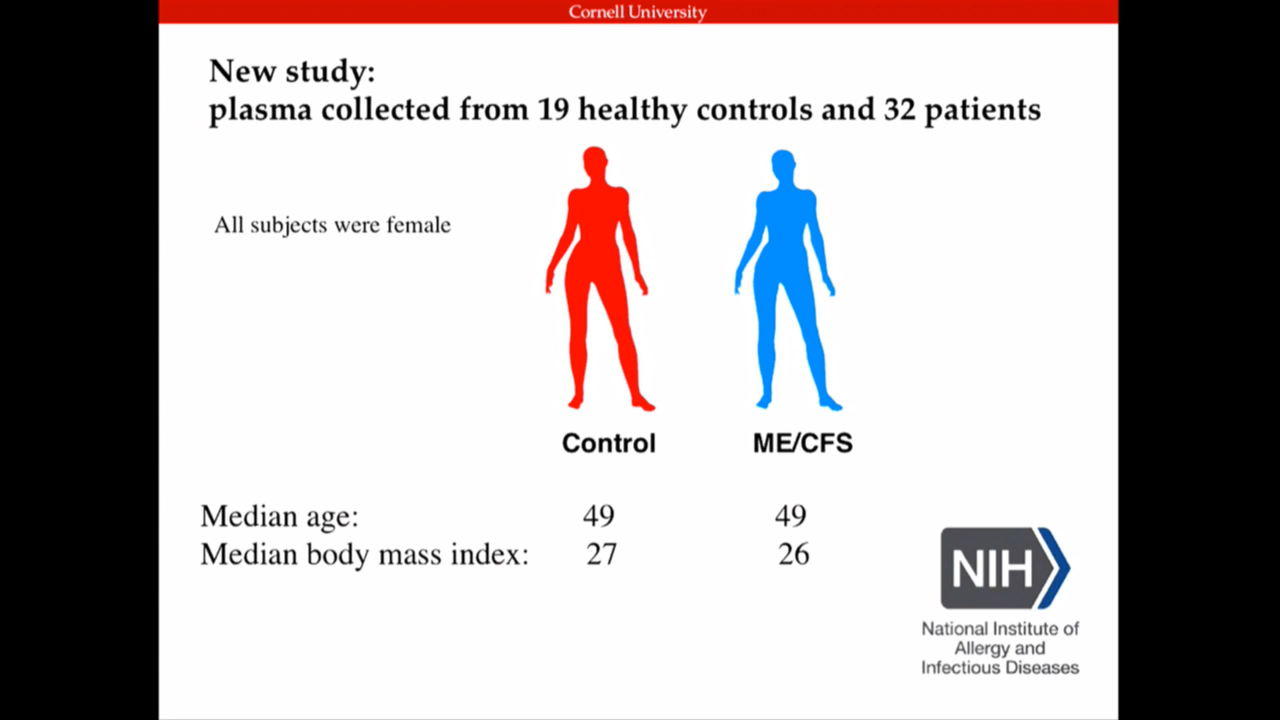 Cornell University
New study:
plasma collected from 19 healthy controls and 32 patients
All subjects were female
Control ME/CFS
Median age: 49 49
Median body mass index: 27 26
NIH
National Institute of
Allergy and
Infectious Diseases